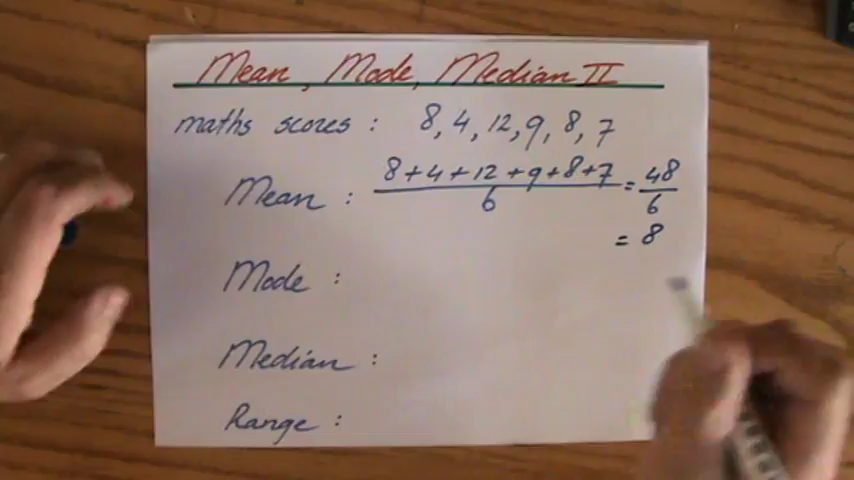 Mean, Mode, Median II
maths scores : 8, 4, 12, 9, 8, 7
Mean : 8+4+12+9+8+7 / 6 = 48 / 6
= 8
Mode :
Median :
Range :